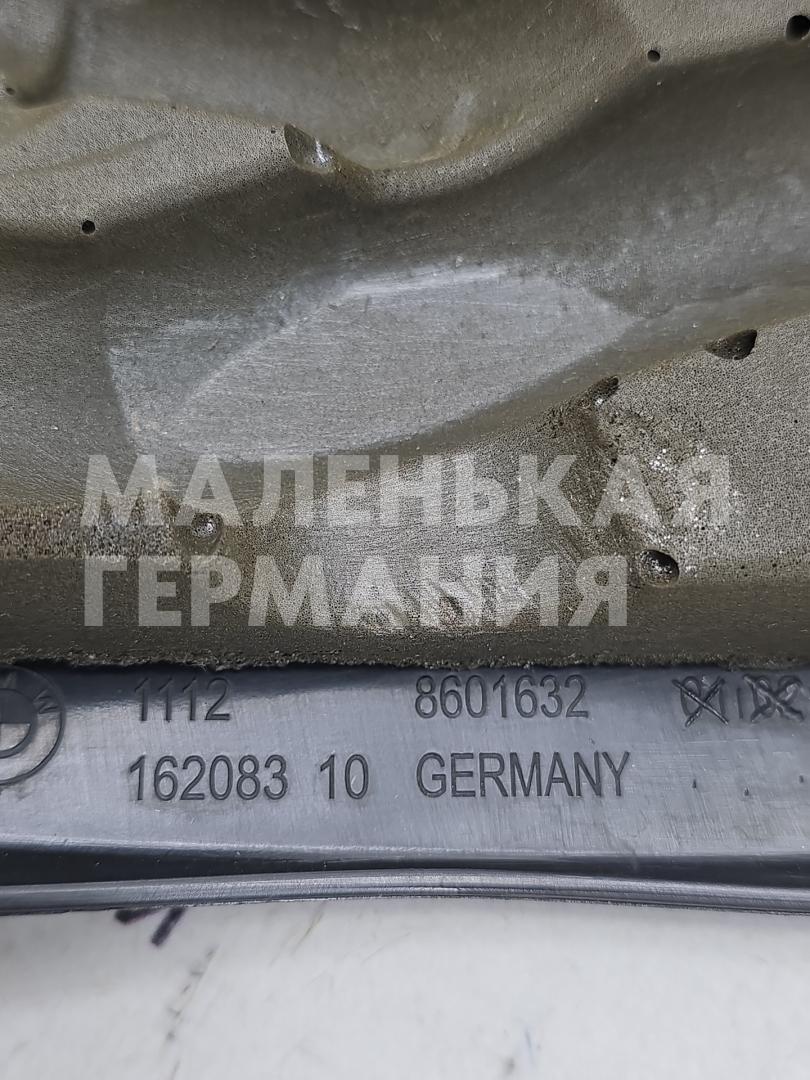 МАЛЕНЬКАЯ
ГЕРМАНИЯ
1112 8601632
162083 10 GERMANY